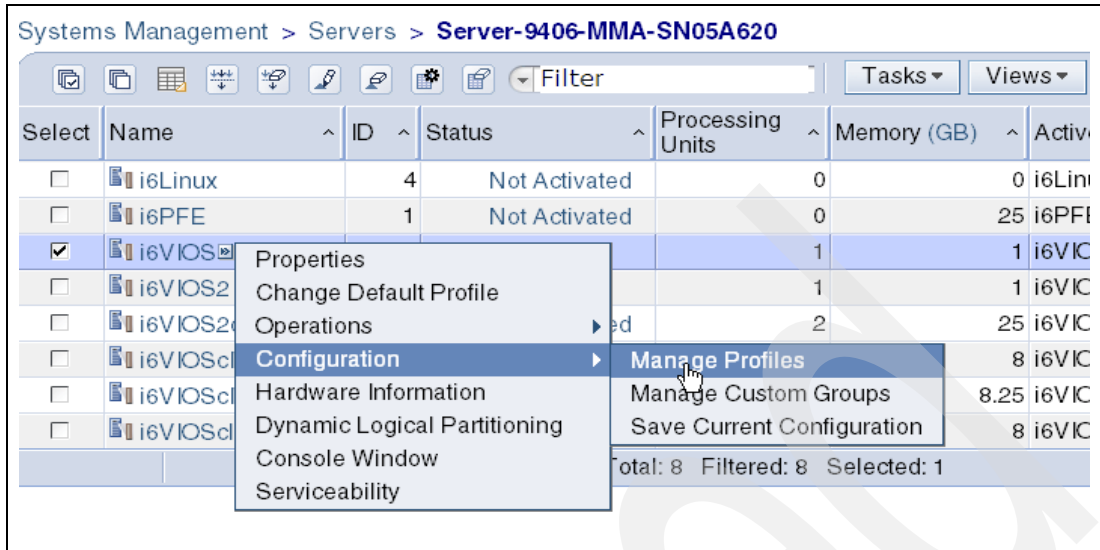 Systems Management > Servers > Server-9406-MMA-SN05A620
Filter Tasks Views
Select Name ID Status Processing Units Memory (GB)
i6Linux 4 Not Activated 0 0
i6PFE 1 Not Activated 0 25
i6VIOS 1 1
i6VIOS2 1 1
2 25
8
8.25
8
Properties
Change Default Profile
Operations
Configuration
Hardware Information
Dynamic Logical Partitioning
Console Window
Serviceability
Manage Profiles
Manage Custom Groups
Save Current Configuration
Total: 8 Filtered: 8 Selected: 1